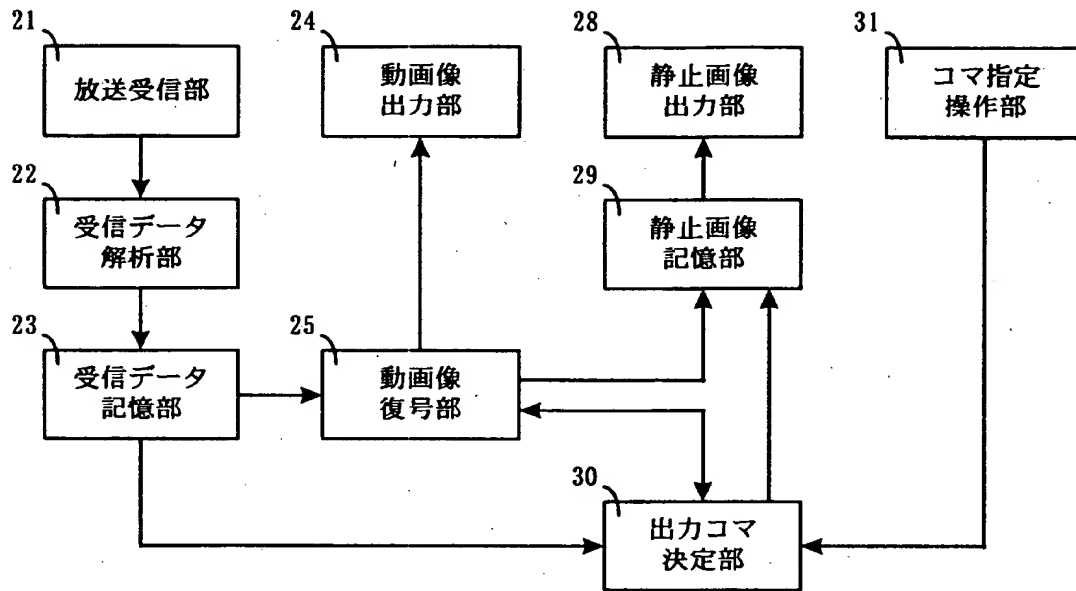 21
放送受信部
24
動画像
出力部
28
静止画像
出力部
31
コマ指定
操作部
22
受信データ
解析部
29
静止画像
記憶部
23
受信データ
記憶部
25
動画像
復号部
30
出力コマ
決定部